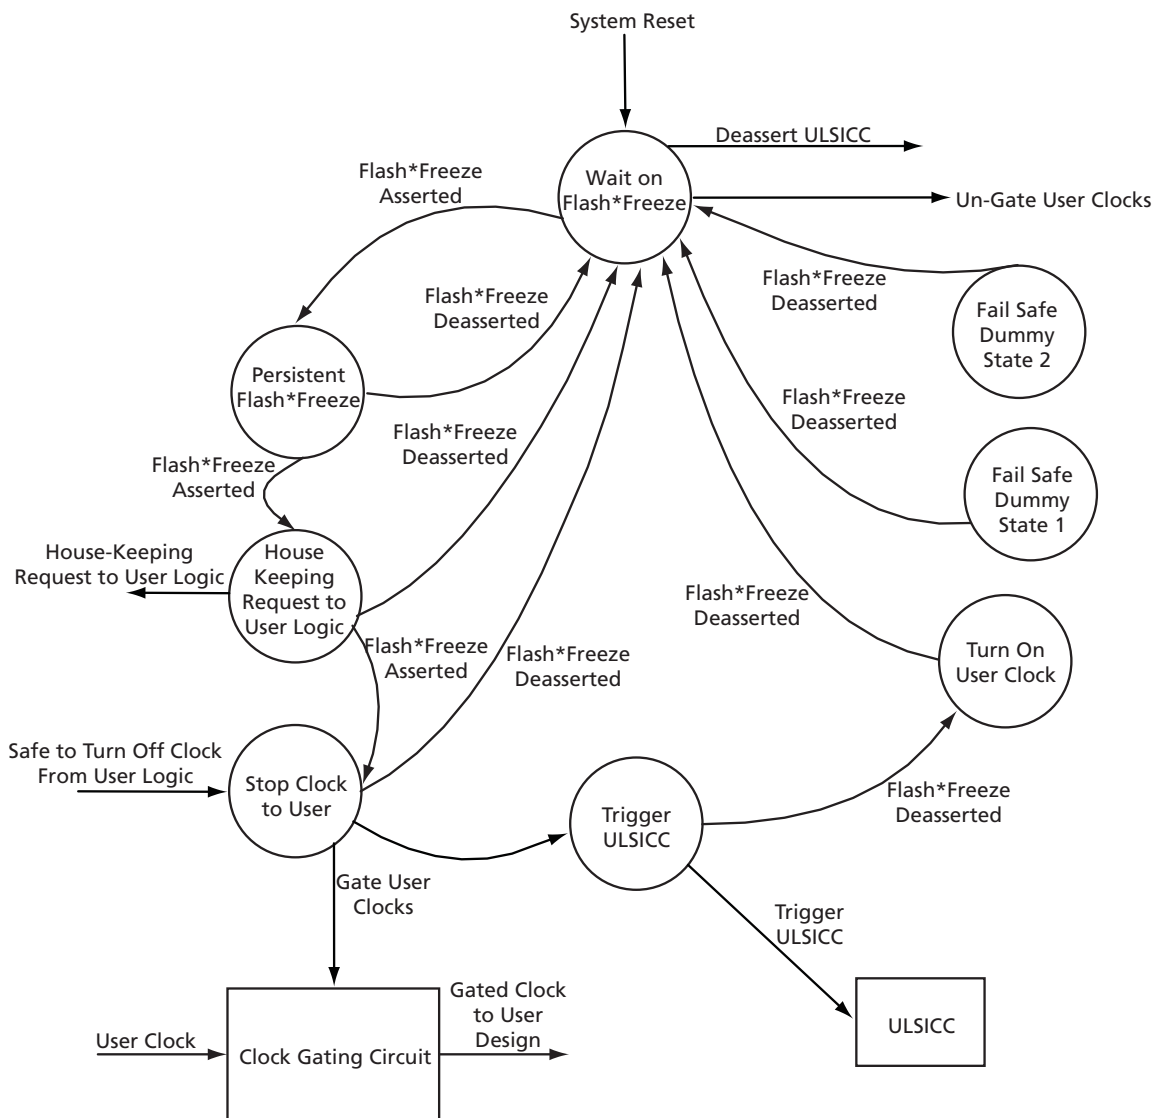 System Reset
Deassert ULSICC
Wait on
Flash*Freeze
Un-Gate User Clocks
Flash*Freeze
Asserted
Flash*Freeze
Deasserted
Fail Safe
Dummy
State 2
Flash*Freeze
Deasserted
Persistent
Flash*Freeze
Flash*Freeze
Deasserted
Flash*Freeze
Deasserted
Flash*Freeze
Asserted
Fail Safe
Dummy
State 1
House-Keeping
Request to User Logic
House
Keeping
Request to
User Logic
Flash*Freeze
Deasserted
Flash*Freeze
Asserted
Flash*Freeze
Deasserted
Turn On
User Clock
Safe to Turn Off Clock
From User Logic
Stop Clock
to User
Trigger
ULSICC
Flash*Freeze
Deasserted
Gate User
Clocks
Trigger
ULSICC
Gated Clock
to User
Design
User Clock
Clock Gating Circuit
ULSICC